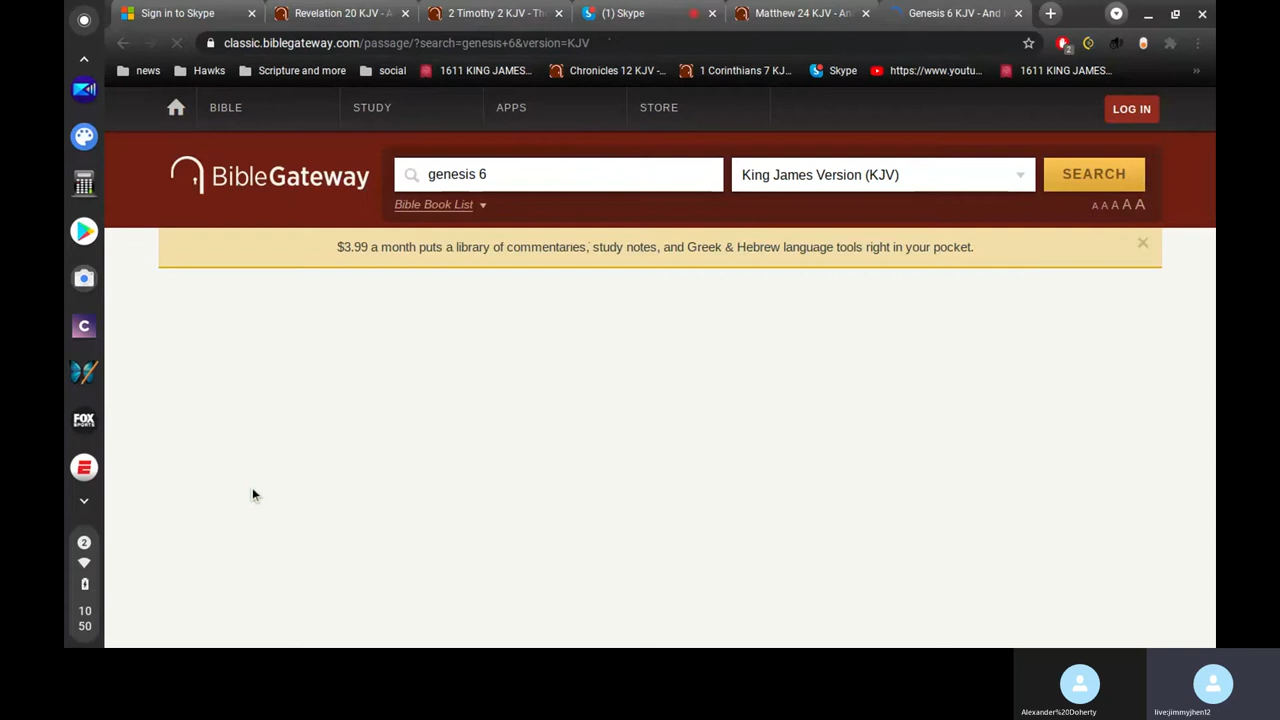 Sign in to Skype
Revelation 20 KJV - A
2 Timothy 2 KJV - Th
(1) Skype
Matthew 24 KJV - An
Genesis 6 KJV - And
classic.biblegateway.com/passage/?search=genesis+6&version=KJV
2
news
Hawks
Scripture and more
social
1611 KING JAMES...
Chronicles 12 KJV -...
1 Corinthians 7 KJ...
Skype
https://www.youtu...
1611 KING JAMES...
»
BIBLE
STUDY
APPS
STORE
LOG IN
BibleGateway
genesis 6
King James Version (KJV)
SEARCH
Bible Book List
A A A A A
$3.99 a month puts a library of commentaries, study notes, and Greek & Hebrew language tools right in your pocket.
C
FOX
SPORTS
E
2
10
50
Alexander%20Doherty
live:jimmyjhen12